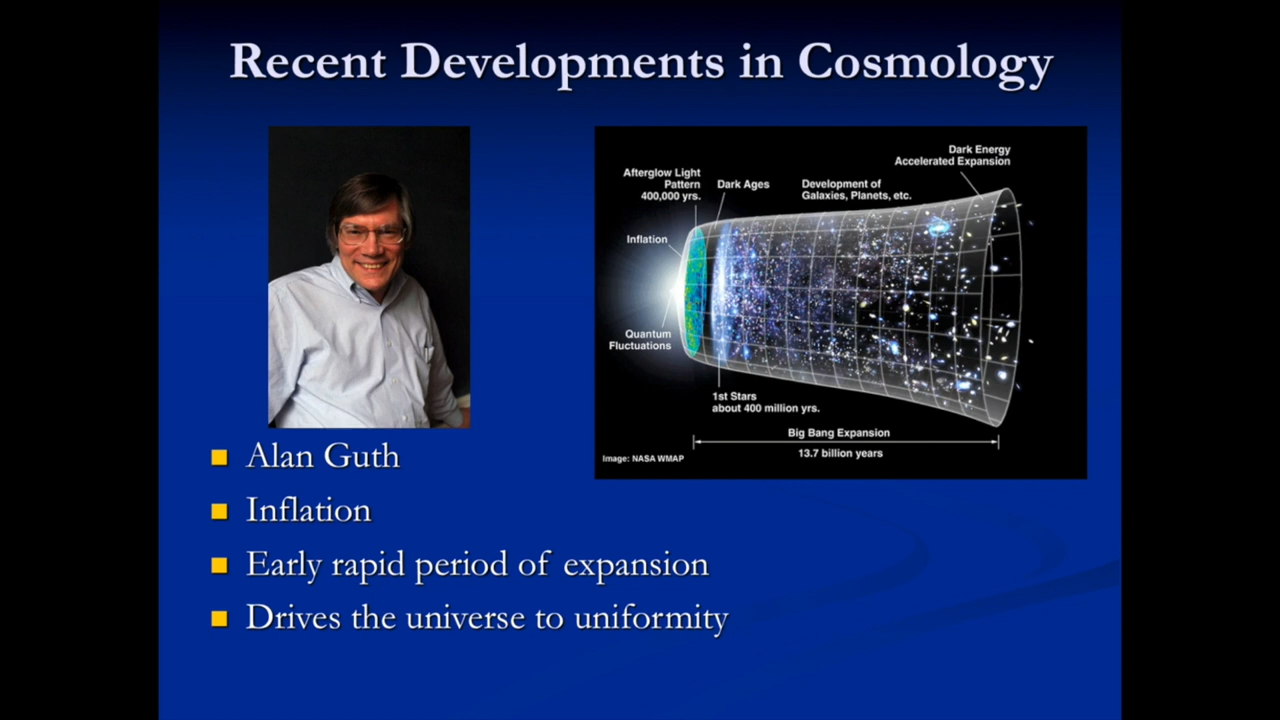 Recent Developments in Cosmology
Dark Energy
Accelerated Expansion
Afterglow Light
Pattern
400,000 yrs.
Dark Ages
Development of
Galaxies, Planets, etc.
Inflation
Quantum
Fluctuations
1st Stars
about 400 million yrs.
Big Bang Expansion
13.7 billion years
Image: NASA WMAP
Alan Guth
Inflation
Early rapid period of expansion
Drives the universe to uniformity